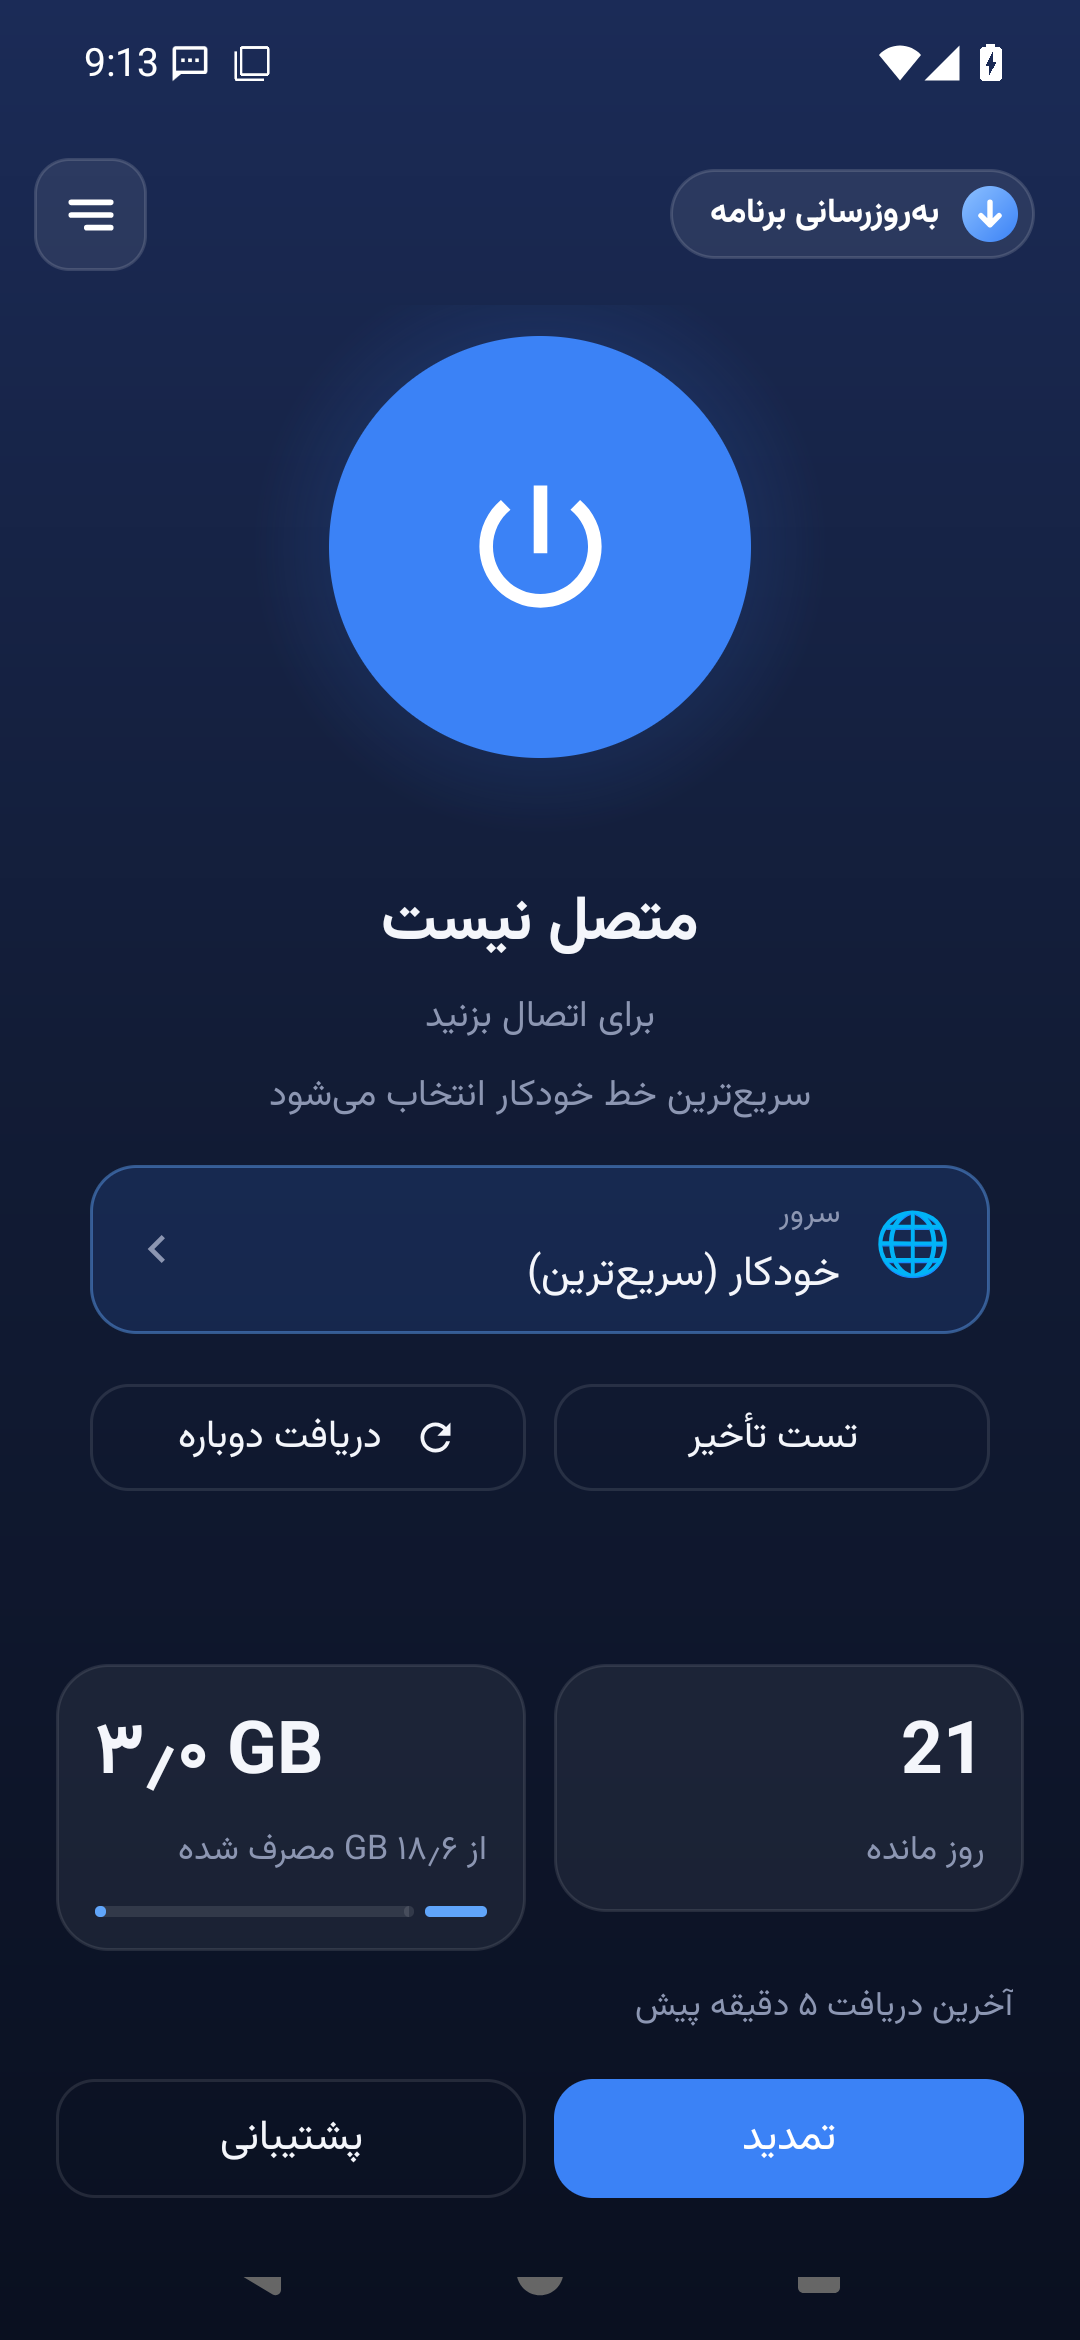 9:13
به‌روزرسانی برنامه
متصل نیست
برای اتصال بزنید
سریع‌ترین خط خودکار انتخاب می‌شود
سرور
خودکار (سریع‌ترین)
تست تأخیر
دریافت دوباره
21
روز مانده
۳٫۰ GB
از ۱۸٫۶ GB مصرف شده
آخرین دریافت ۵ دقیقه پیش
تمدید
پشتیبانی